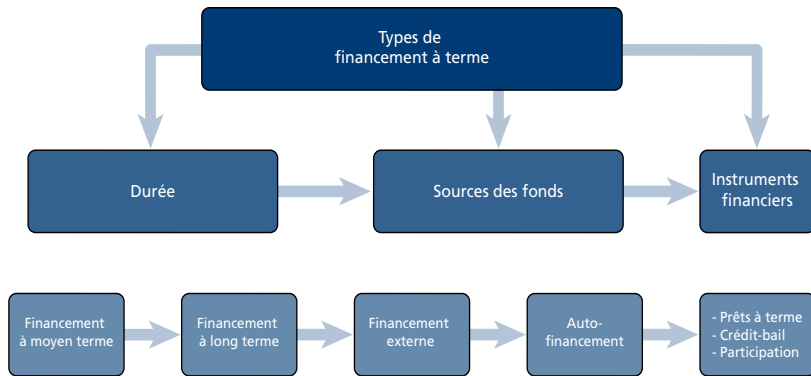 Types de
financement à terme
Durée
Sources des fonds
Instruments
financiers
Financement
à moyen terme
Financement
à long terme
Financement
externe
Auto-
financement
- Prêts à terme
- Crédit-bail
- Participation